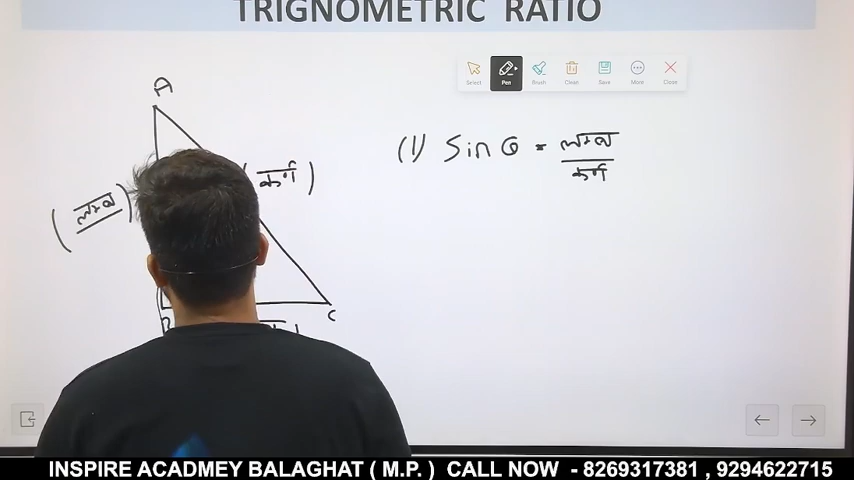 TRIGNOMETRIC RATIO
Select Pen Brush Clean Save More Close
A
(लम्ब)
(कर्ण)
B
C
(1) Sin θ = लम्ब
कर्ण
INSPIRE ACADMEY BALAGHAT ( M.P. ) CALL NOW - 8269317381 , 9294622715